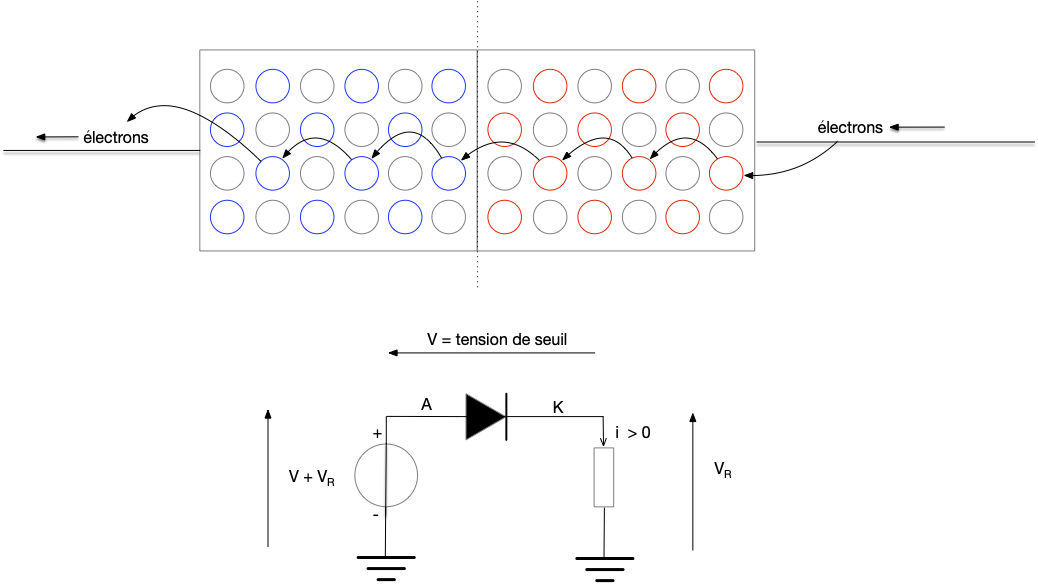 électrons
électrons
V = tension de seuil
A
K
+
i > 0
V + VR
VR
-